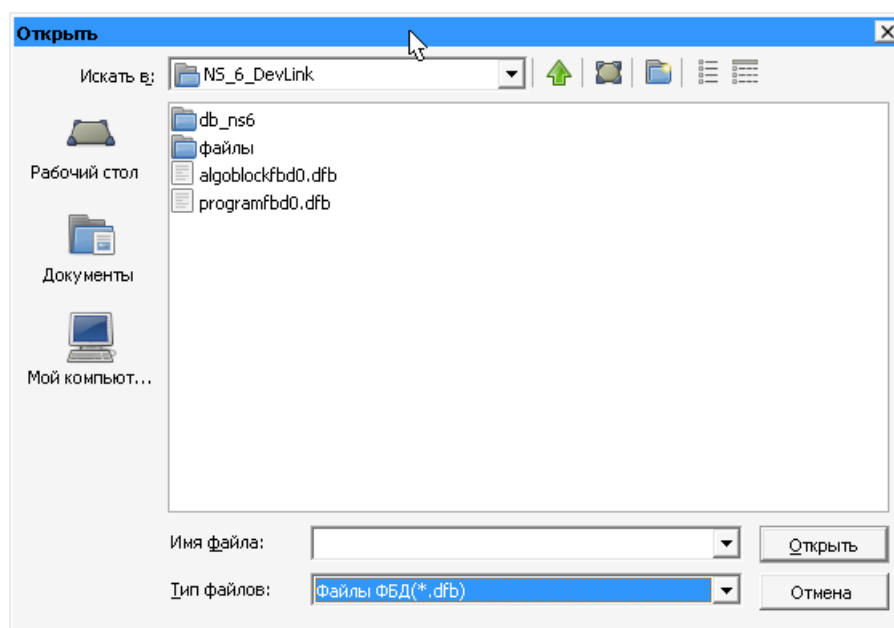 Открыть
Искать в:
NS_6_DevLink
Рабочий стол
Документы
Мой компьют...
db_ns6
файлы
algoblockfbd0.dfb
programfbd0.dfb
Имя файла:
Открыть
Тип файлов:
Файлы ФБД(*.dfb)
Отмена